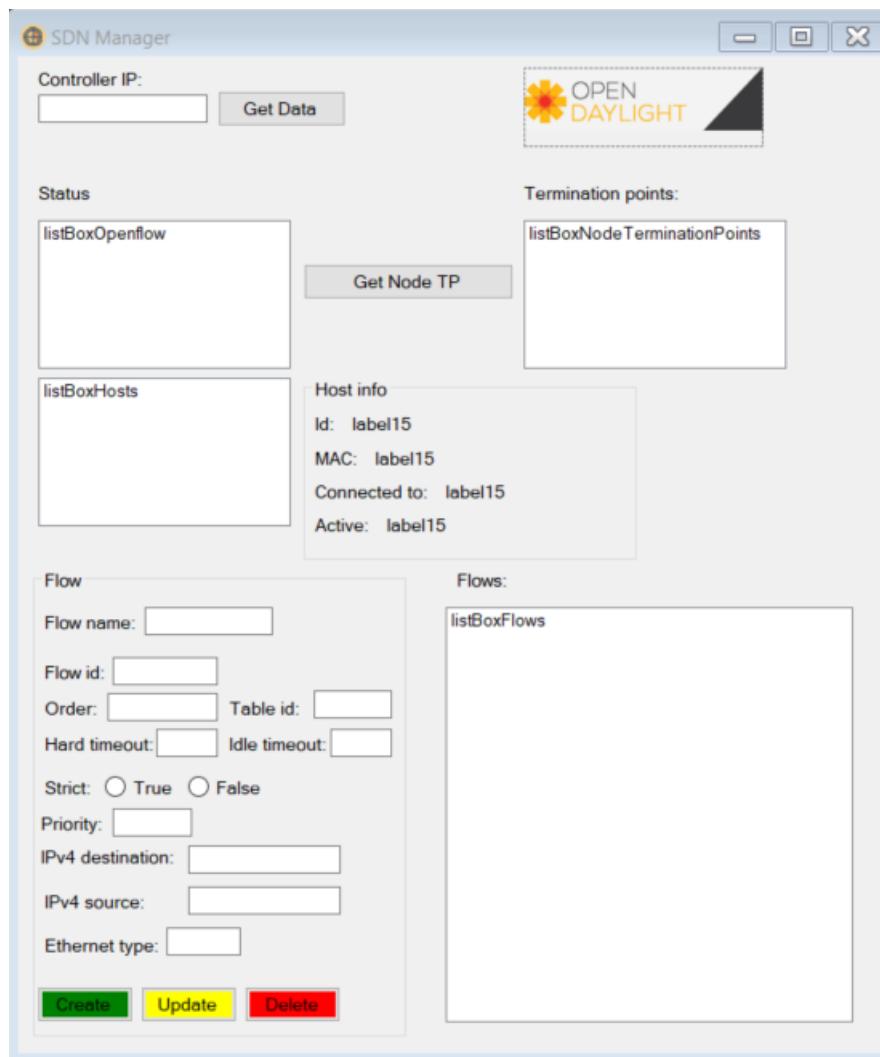 SDN Manager
Controller IP:
Get Data
OPEN
DAYLIGHT
Status
Termination points:
listBoxOpenflow
listBoxNodeTerminationPoints
Get Node TP
listBoxHosts
Host info
Id: label15
MAC: label15
Connected to: label15
Active: label15
Flow
Flows:
Flow name:
listBoxFlows
Flow id:
Order: Table id:
Hard timeout: Idle timeout:
Strict: True False
Priority:
IPv4 destination:
IPv4 source:
Ethernet type:
Create Update Delete